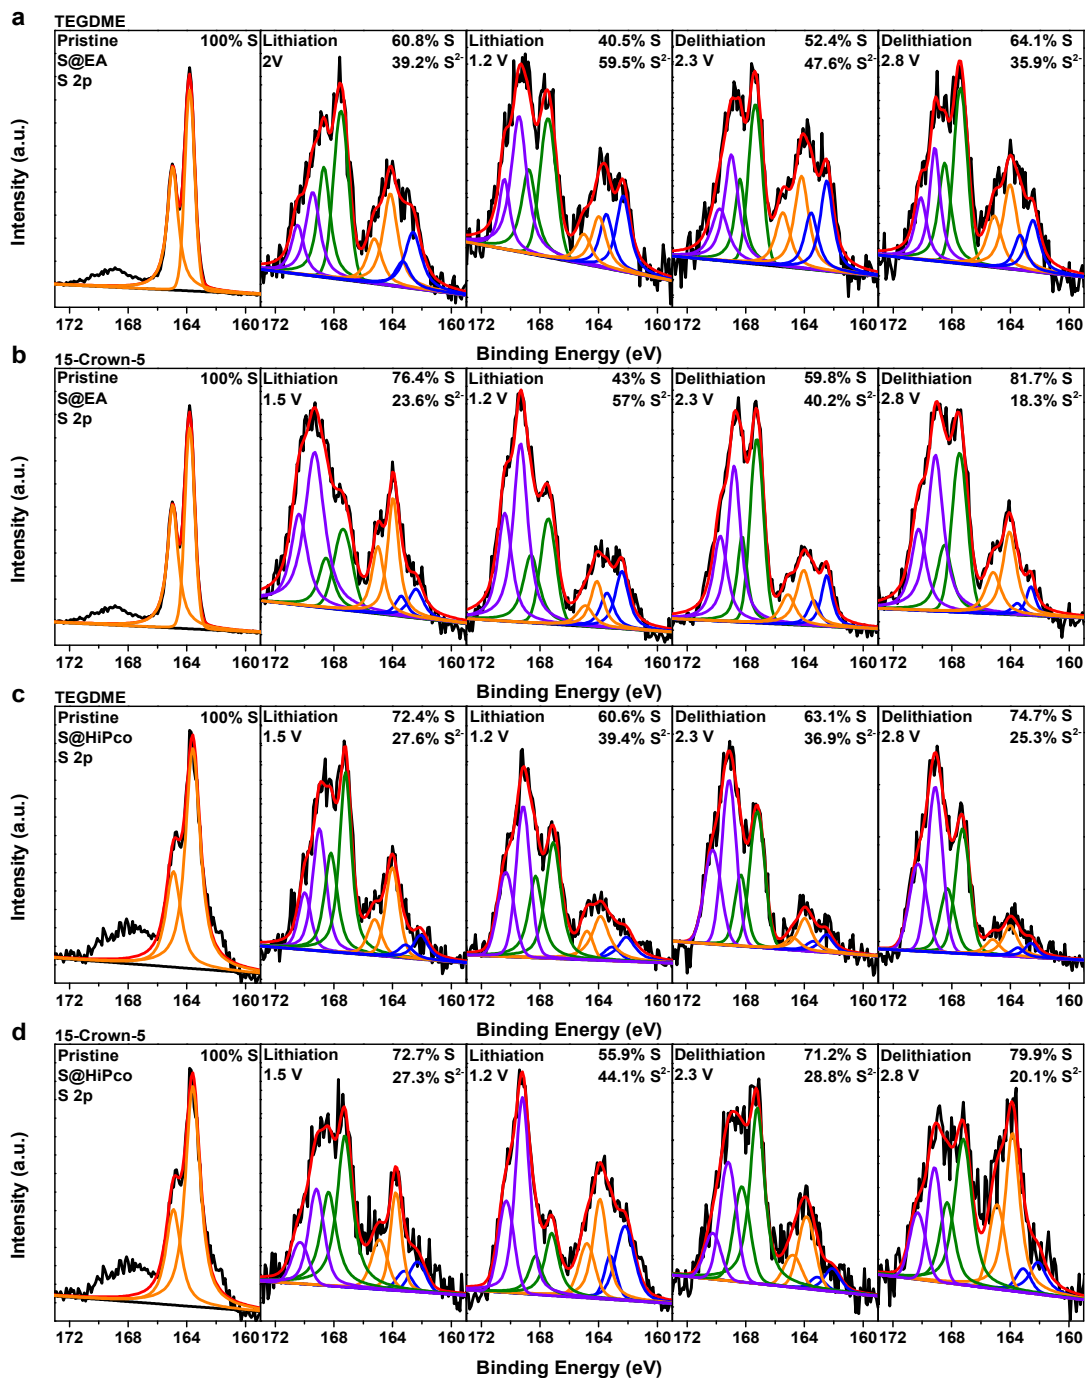 a TEGDME
Pristine 100% S
S@EA
S 2p
Lithiation 60.8% S
2V 39.2% S²⁻
Lithiation 40.5% S
1.2 V 59.5% S²⁻
Delithiation 52.4% S
2.3 V 47.6% S²⁻
Delithiation 64.1% S
2.8 V 35.9% S²⁻
Intensity (a.u.)
172 168 164 160 172 168 164 160 172 168 164 160 172 168 164 160 172 168 164 160
Binding Energy (eV)
b 15-Crown-5
Pristine 100% S
S@EA
S 2p
Lithiation 76.4% S
1.5 V 23.6% S²⁻
Lithiation 43% S
1.2 V 57% S²⁻
Delithiation 59.8% S
2.3 V 40.2% S²⁻
Delithiation 81.7% S
2.8 V 18.3% S²⁻
Intensity (a.u.)
172 168 164 160 172 168 164 160 172 168 164 160 172 168 164 160 172 168 164 160
Binding Energy (eV)
c TEGDME
Pristine 100% S
S@HiPco
S 2p
Lithiation 72.4% S
1.5 V 27.6% S²⁻
Lithiation 60.6% S
1.2 V 39.4% S²⁻
Delithiation 63.1% S
2.3 V 36.9% S²⁻
Delithiation 74.7% S
2.8 V 25.3% S²⁻
Intensity (a.u.)
172 168 164 160 172 168 164 160 172 168 164 160 172 168 164 160 172 168 164 160
Binding Energy (eV)
d 15-Crown-5
Pristine 100% S
S@HiPco
S 2p
Lithiation 72.7% S
1.5 V 27.3% S²⁻
Lithiation 55.9% S
1.2 V 44.1% S²⁻
Delithiation 71.2% S
2.3 V 28.8% S²⁻
Delithiation 79.9% S
2.8 V 20.1% S²⁻
Intensity (a.u.)
172 168 164 160 172 168 164 160 172 168 164 160 172 168 164 160 172 168 164 160
Binding Energy (eV)